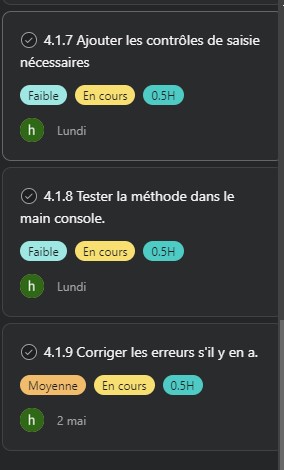 4.1.7 Ajouter les contrôles de saisie
nécessaires
Faible En cours 0.5H
h Lundi
4.1.8 Tester la méthode dans le
main console.
Faible En cours 0.5H
h Lundi
4.1.9 Corriger les erreurs s'il y en a.
Moyenne En cours 0.5H
h 2 mai